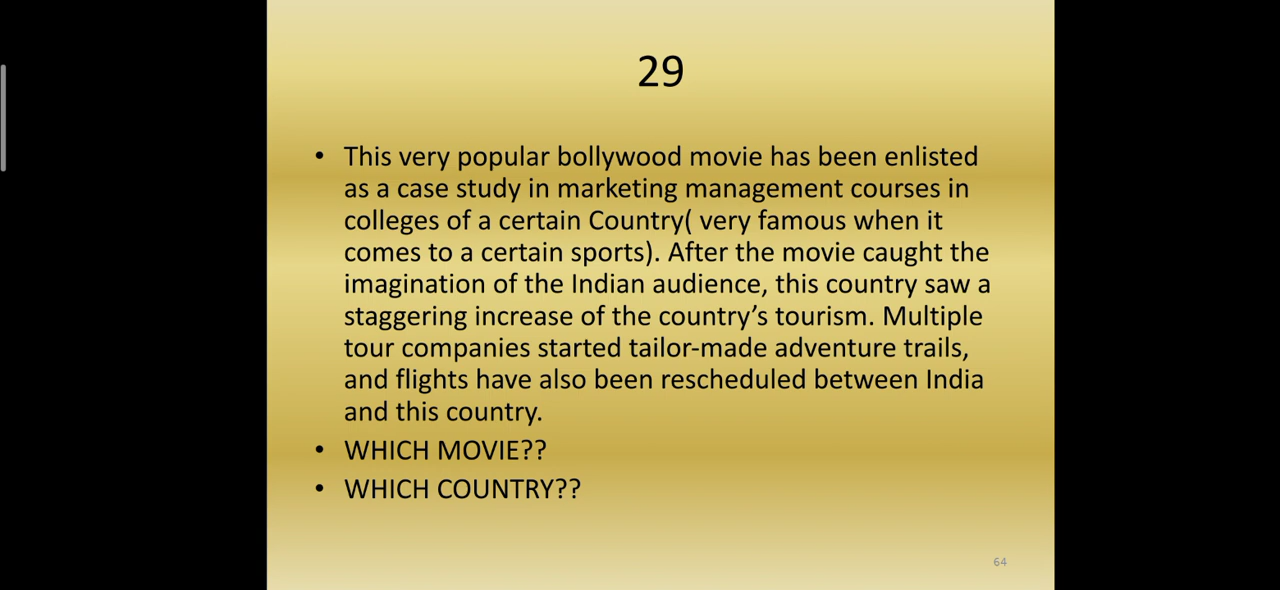 29
• This very popular bollywood movie has been enlisted
as a case study in marketing management courses in
colleges of a certain Country( very famous when it
comes to a certain sports). After the movie caught the
imagination of the Indian audience, this country saw a
staggering increase of the country’s tourism. Multiple
tour companies started tailor-made adventure trails,
and flights have also been rescheduled between India
and this country.
• WHICH MOVIE??
• WHICH COUNTRY??
64